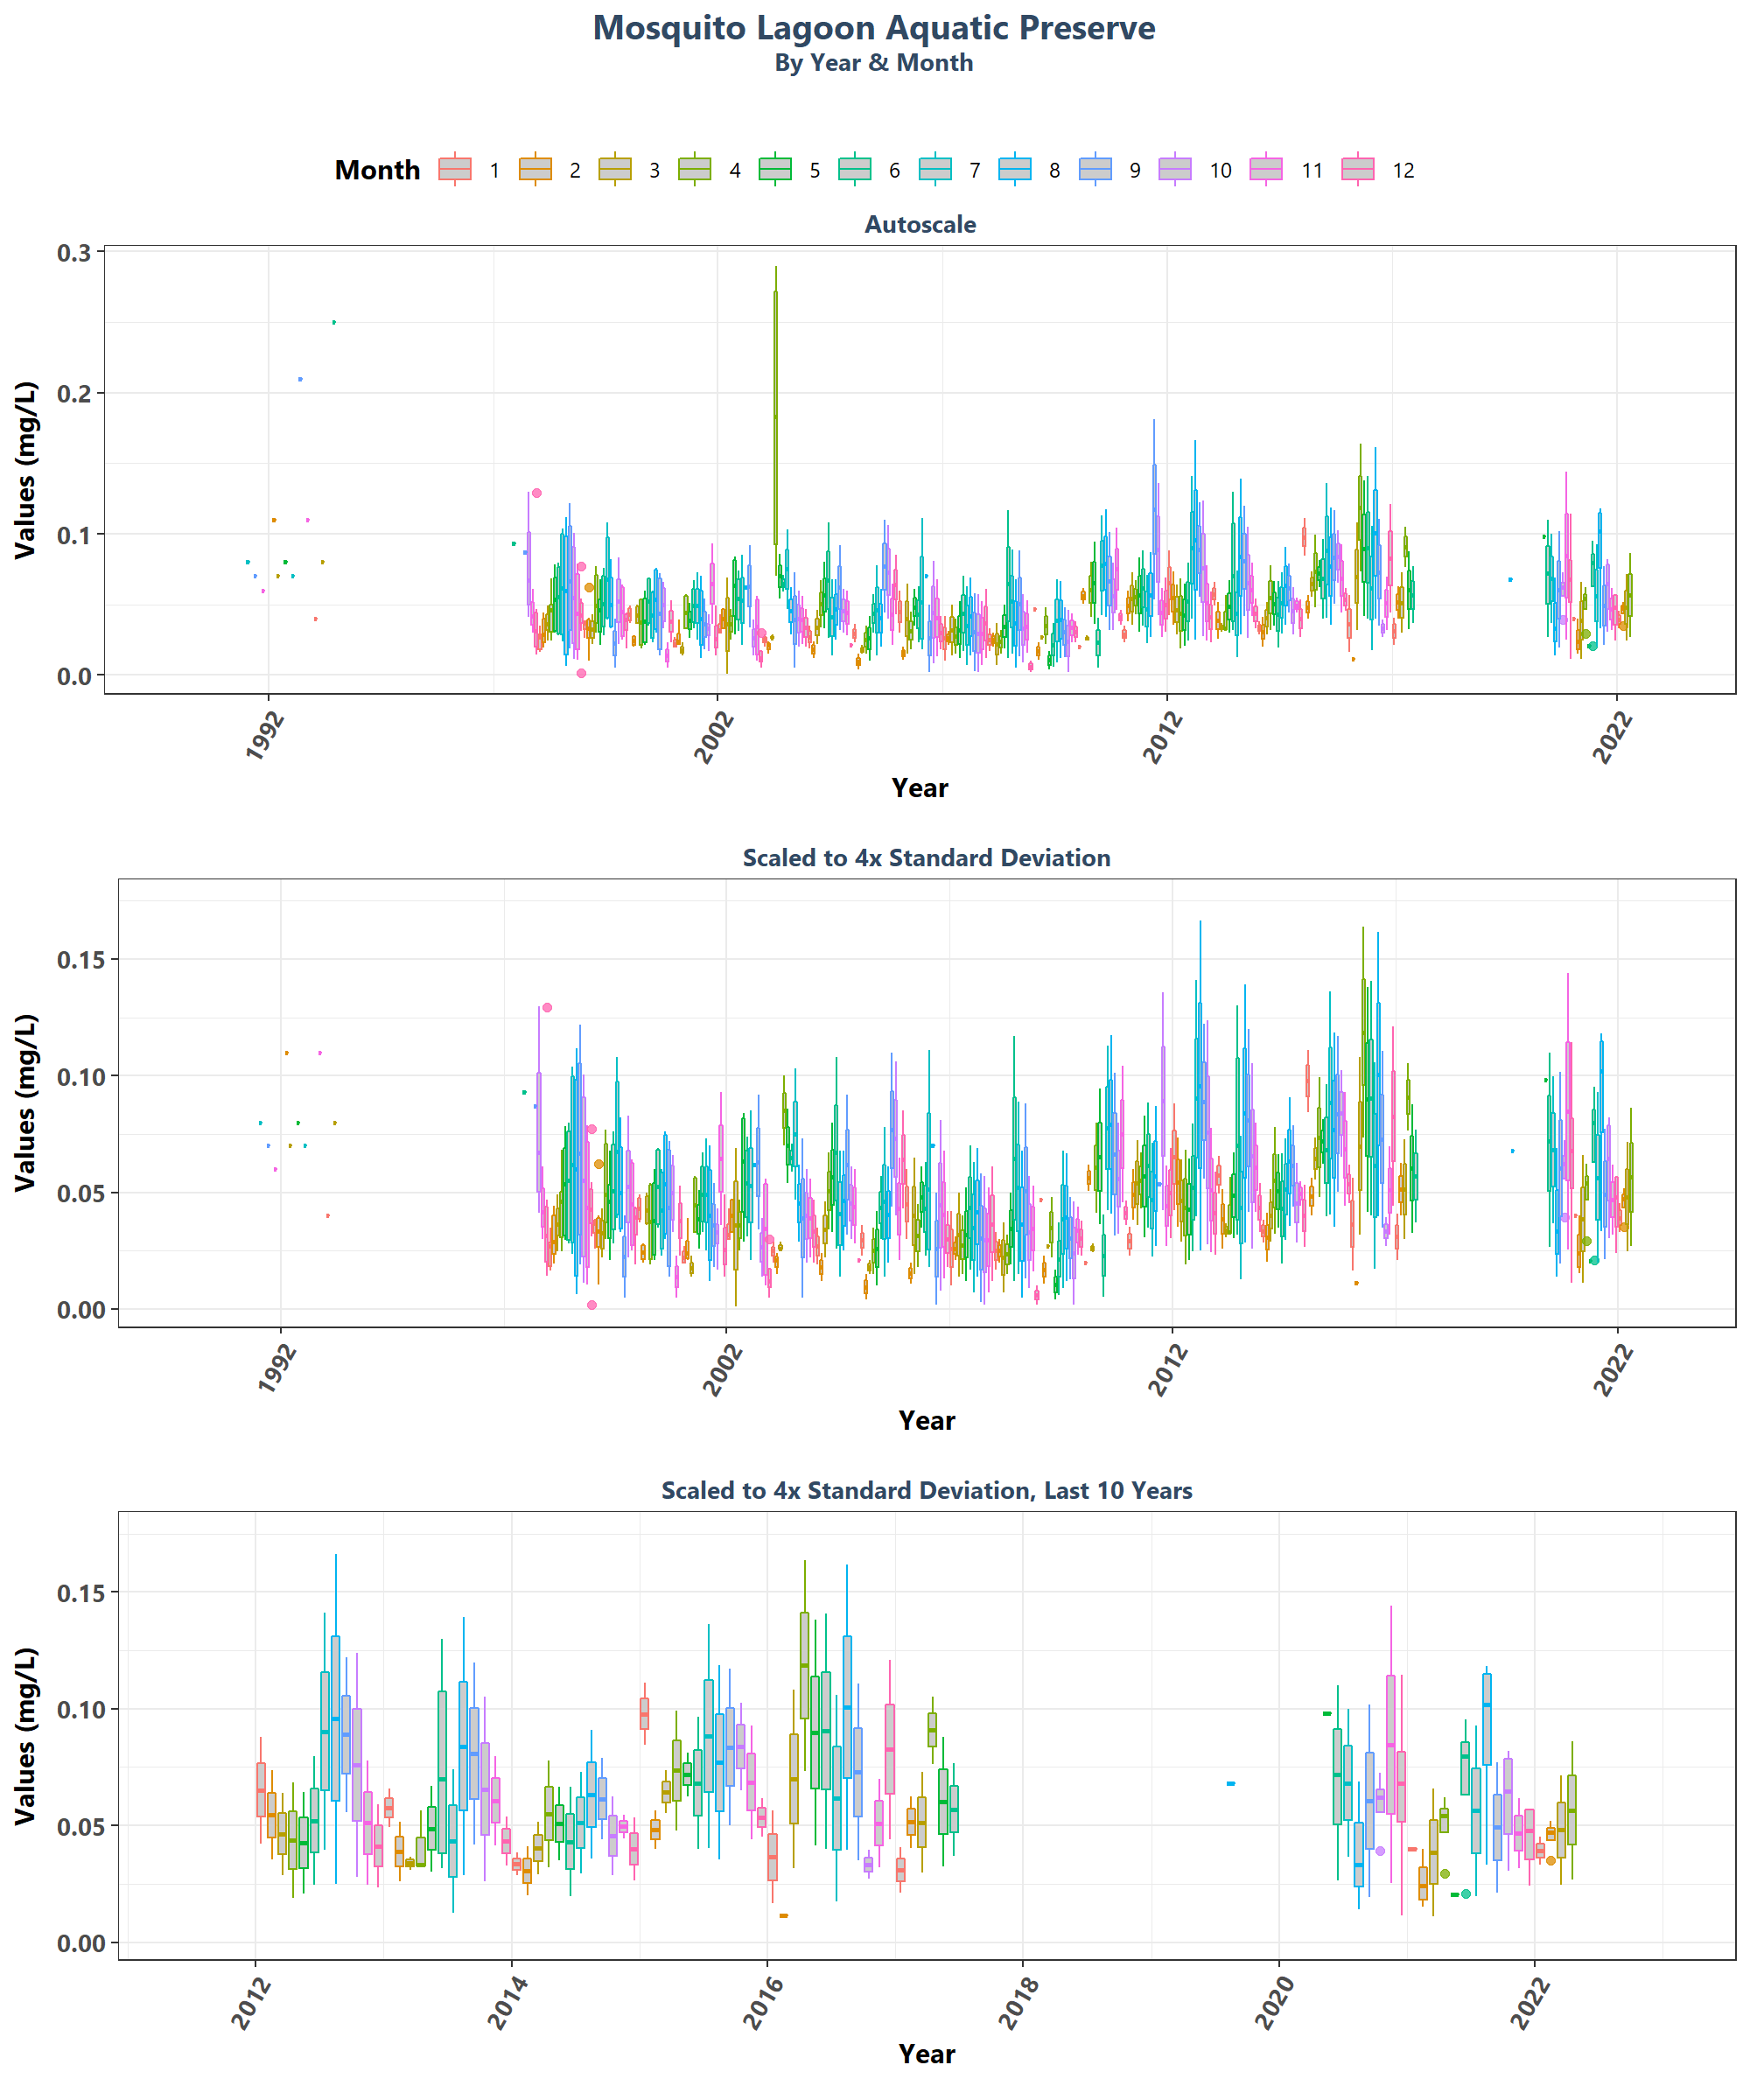 Mosquito Lagoon Aquatic Preserve
By Year & Month
Month 1 2 3 4 5 6 7 8 9 10 11 12
Autoscale
Values (mg/L)
0.3
0.2
0.1
0.0
1992 2002 2012 2022
Year
Scaled to 4x Standard Deviation
Values (mg/L)
0.15
0.10
0.05
0.00
1992 2002 2012 2022
Year
Scaled to 4x Standard Deviation, Last 10 Years
Values (mg/L)
0.15
0.10
0.05
0.00
2012 2014 2016 2018 2020 2022
Year